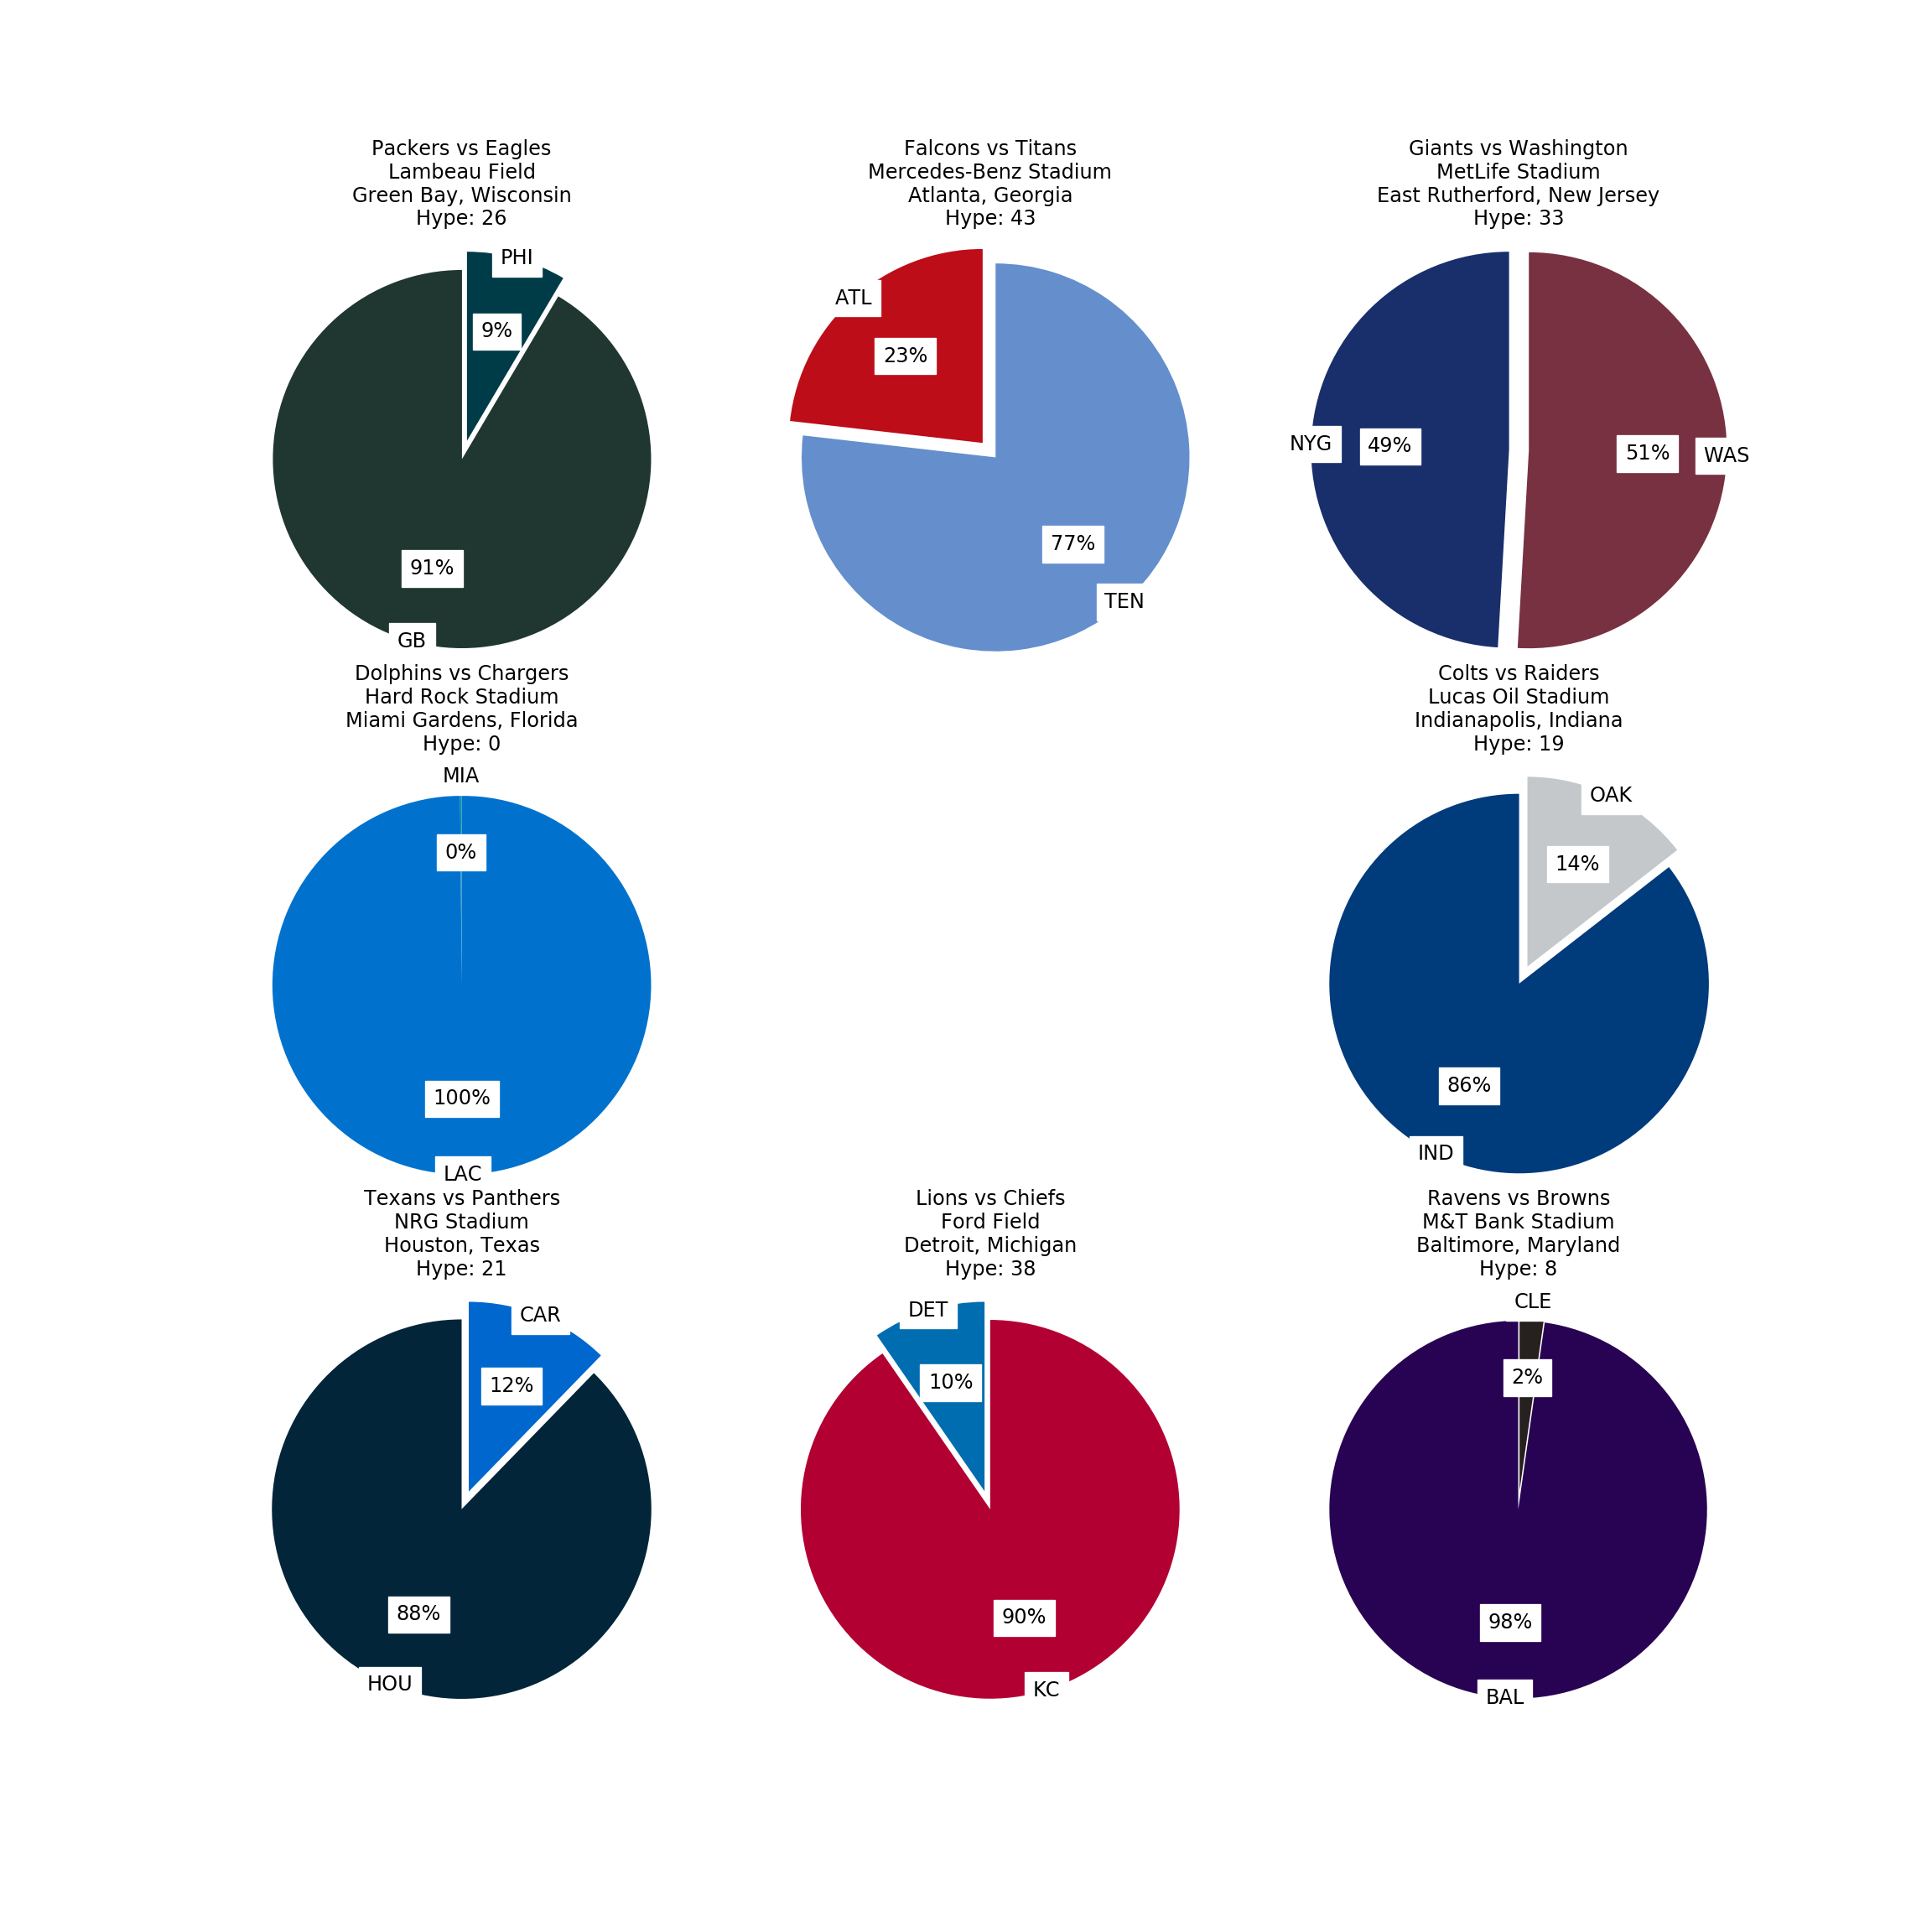 Packers vs Eagles
Lambeau Field
Green Bay, Wisconsin
Hype: 26
PHI
9%
91%
GB
Falcons vs Titans
Mercedes-Benz Stadium
Atlanta, Georgia
Hype: 43
ATL
23%
77%
TEN
Giants vs Washington
MetLife Stadium
East Rutherford, New Jersey
Hype: 33
NYG
49%
51%
WAS
Dolphins vs Chargers
Hard Rock Stadium
Miami Gardens, Florida
Hype: 0
MIA
0%
100%
LAC
Colts vs Raiders
Lucas Oil Stadium
Indianapolis, Indiana
Hype: 19
OAK
14%
86%
IND
Texans vs Panthers
NRG Stadium
Houston, Texas
Hype: 21
CAR
12%
88%
HOU
Lions vs Chiefs
Ford Field
Detroit, Michigan
Hype: 38
DET
10%
90%
KC
Ravens vs Browns
M&T Bank Stadium
Baltimore, Maryland
Hype: 8
CLE
2%
98%
BAL